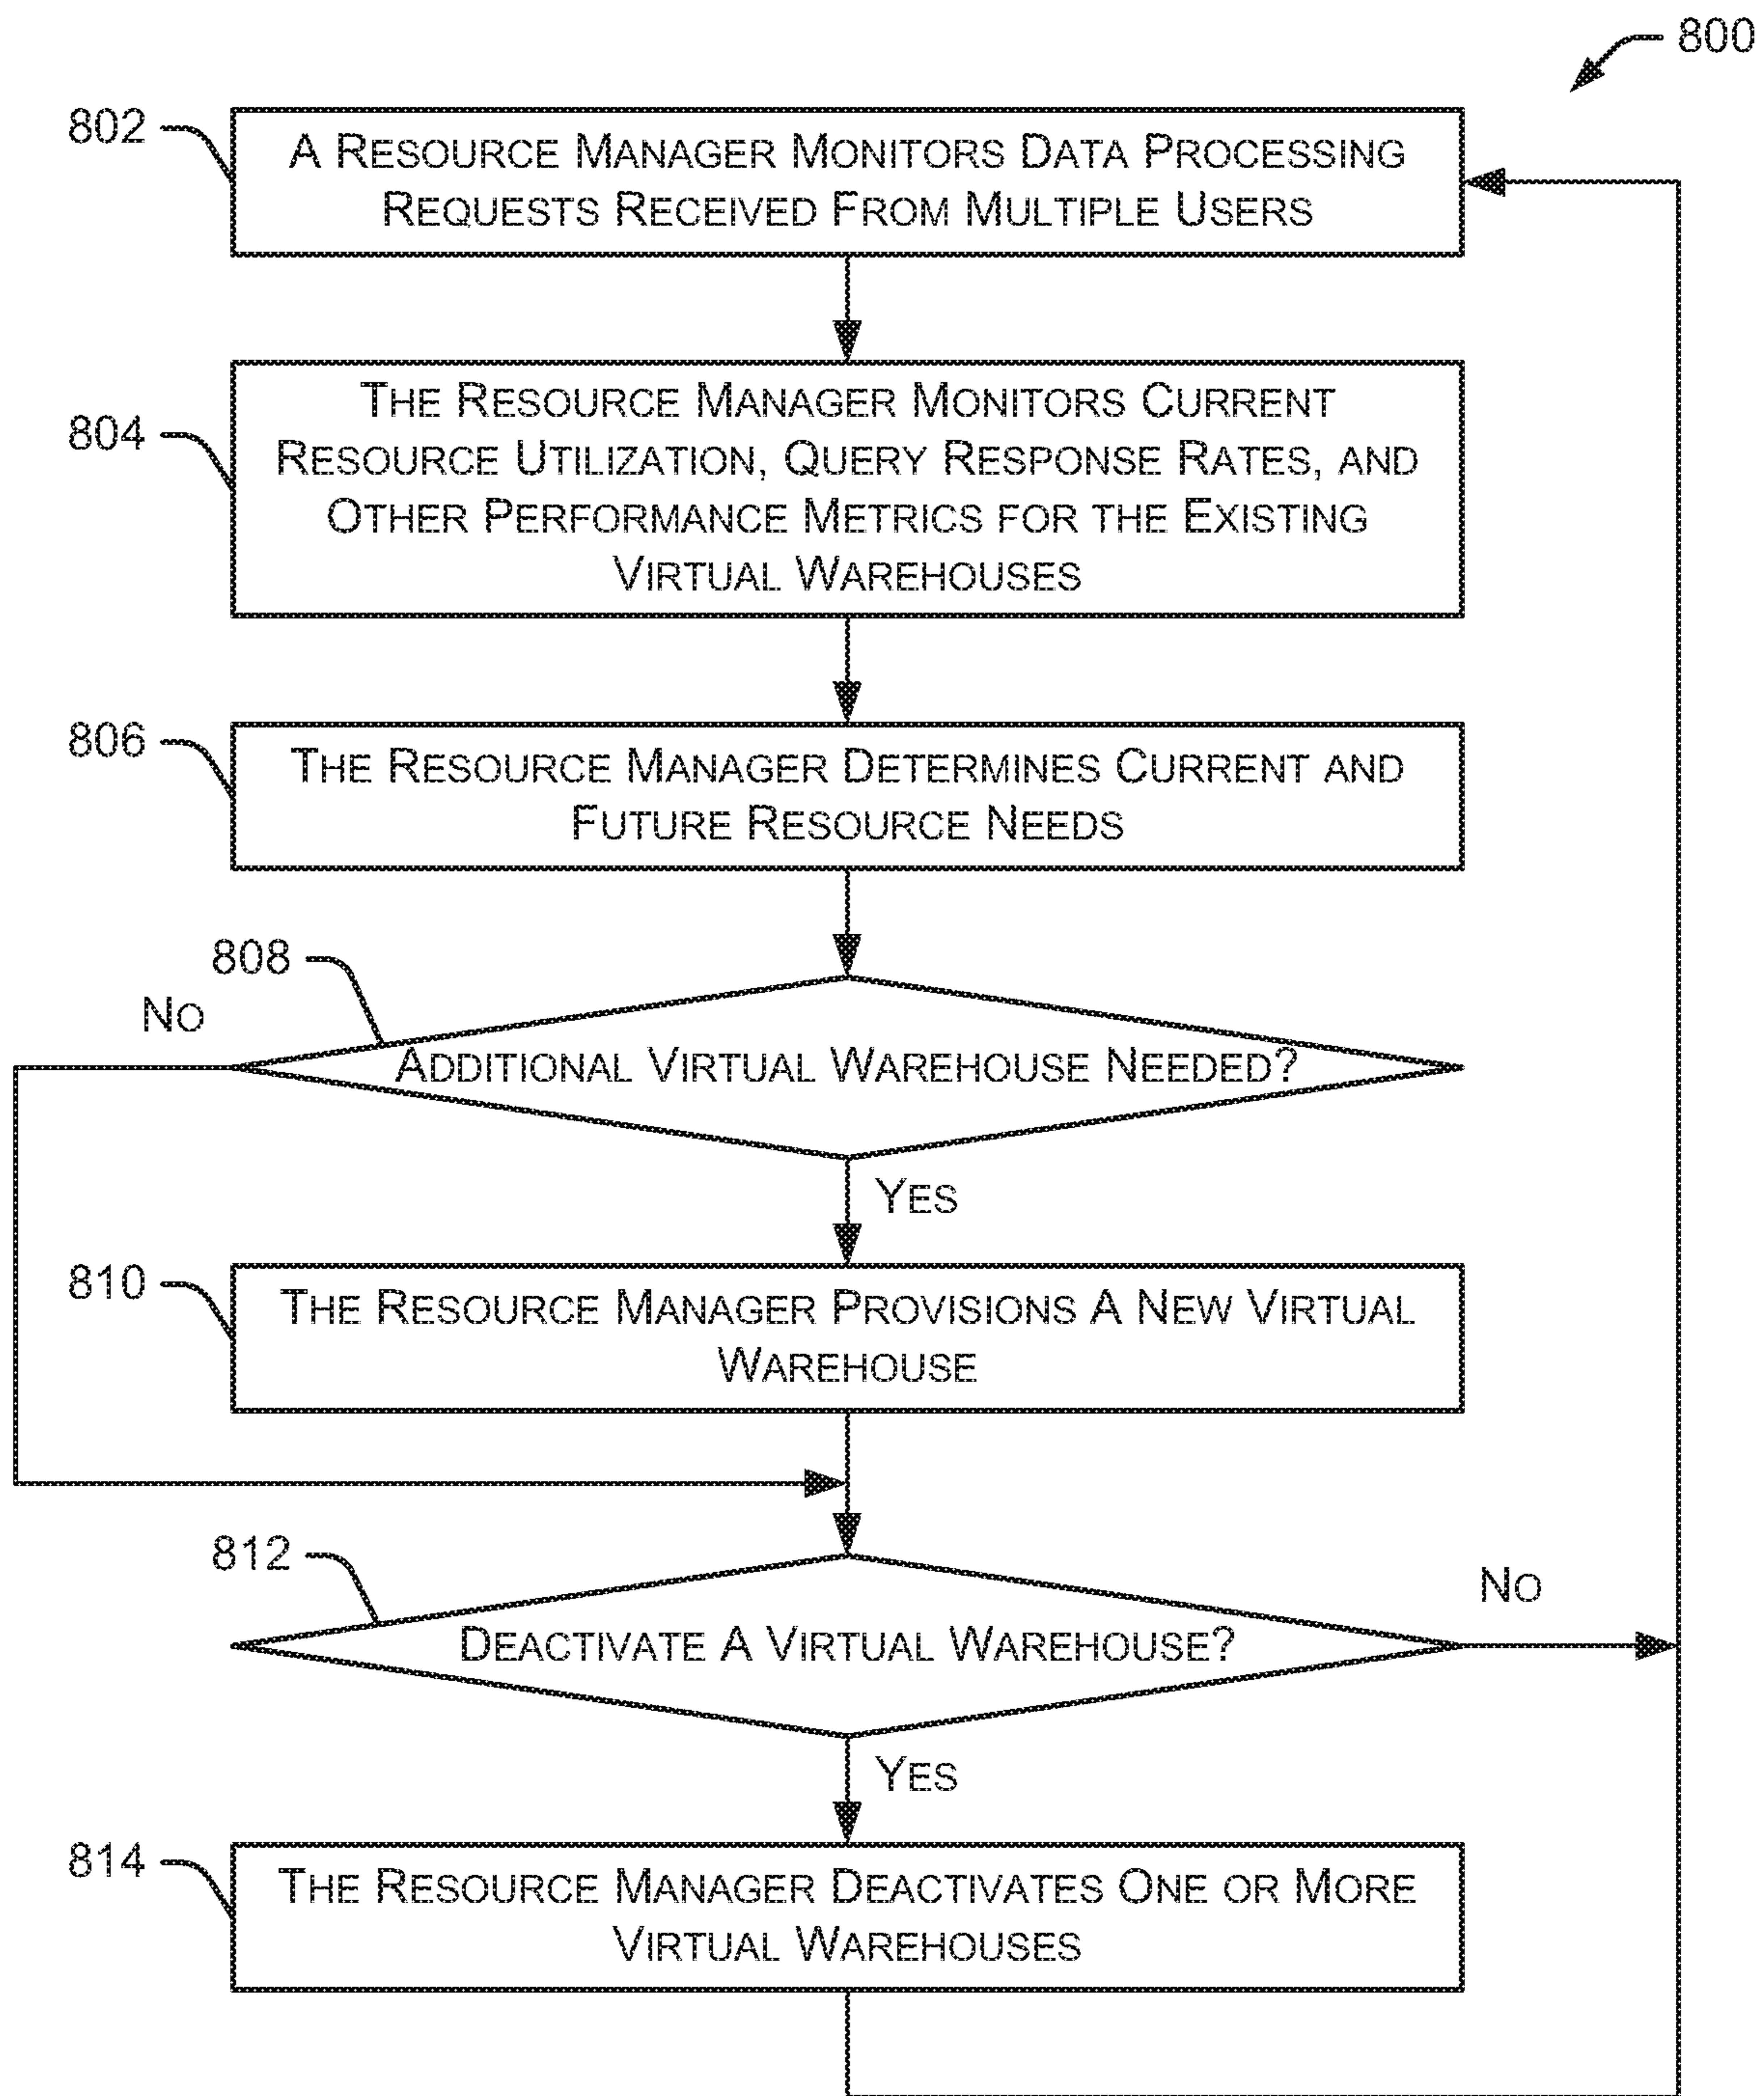 800
802
A RESOURCE MANAGER MONITORS DATA PROCESSING
REQUESTS RECEIVED FROM MULTIPLE USERS
804
THE RESOURCE MANAGER MONITORS CURRENT
RESOURCE UTILIZATION, QUERY RESPONSE RATES, AND
OTHER PERFORMANCE METRICS FOR THE EXISTING
VIRTUAL WAREHOUSES
806
THE RESOURCE MANAGER DETERMINES CURRENT AND
FUTURE RESOURCE NEEDS
808
NO
ADDITIONAL VIRTUAL WAREHOUSE NEEDED?
YES
810
THE RESOURCE MANAGER PROVISIONS A NEW VIRTUAL
WAREHOUSE
812
NO
DEACTIVATE A VIRTUAL WAREHOUSE?
YES
814
THE RESOURCE MANAGER DEACTIVATES ONE OR MORE
VIRTUAL WAREHOUSES